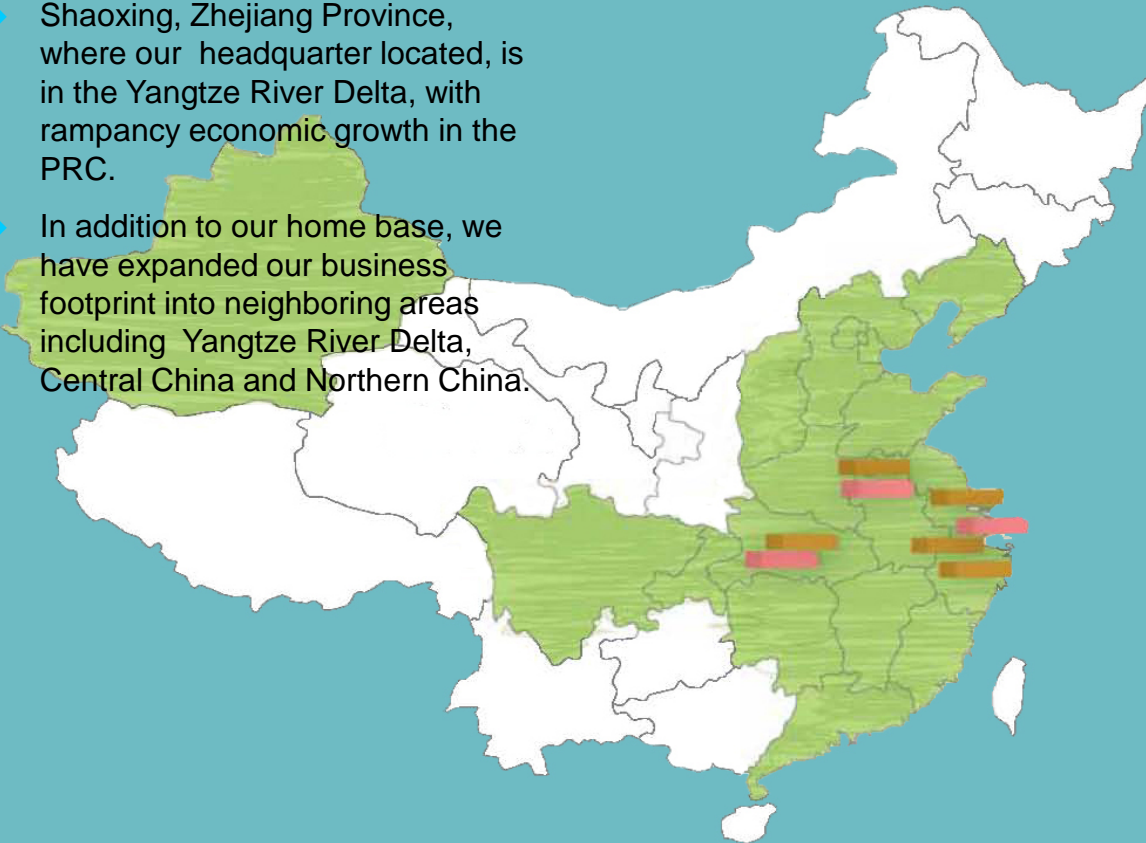 Shaoxing, Zhejiang Province,
where our headquarter located, is
in the Yangtze River Delta, with
rampancy economic growth in the
PRC.
In addition to our home base, we
have expanded our business
footprint into neighboring areas
including Yangtze River Delta,
Central China and Northern China.